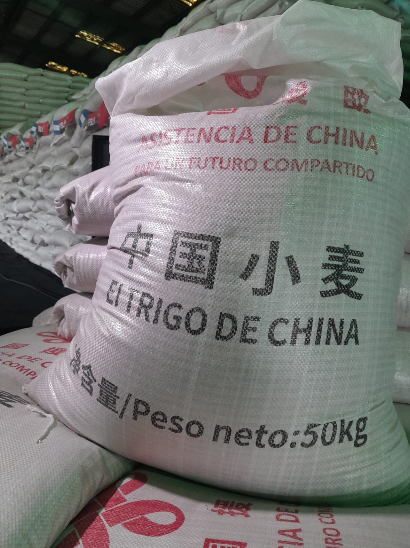 ASISTENCIA DE CHINA
PARA UN FUTURO COMPARTIDO
中国小麦
El TRIGO DE CHINA
净含量/Peso neto:50kg